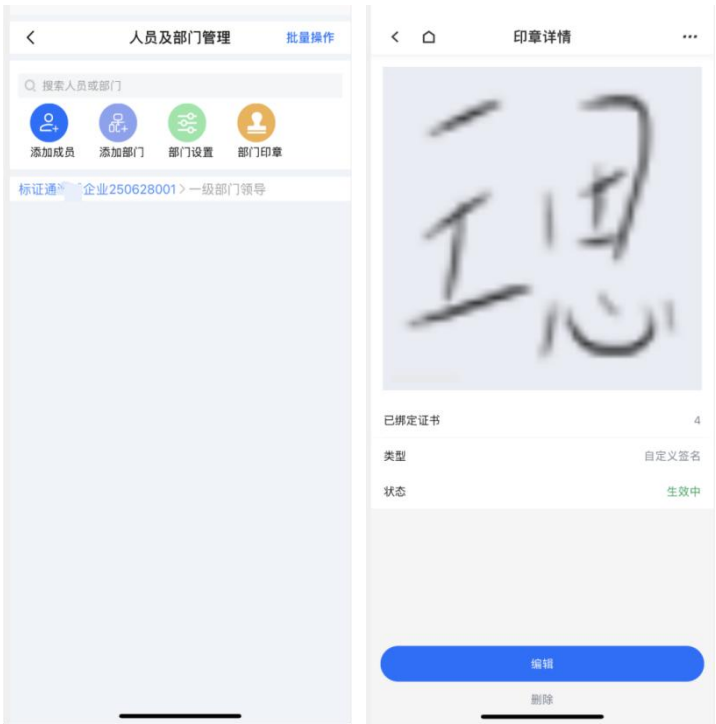 人员及部门管理
批量操作
搜索人员或部门
添加成员
添加部门
部门设置
部门印章
标证通 企业250628001 > 一级部门领导
印章详情
已绑定证书
4
类型
自定义签名
状态
生效中
编辑
删除